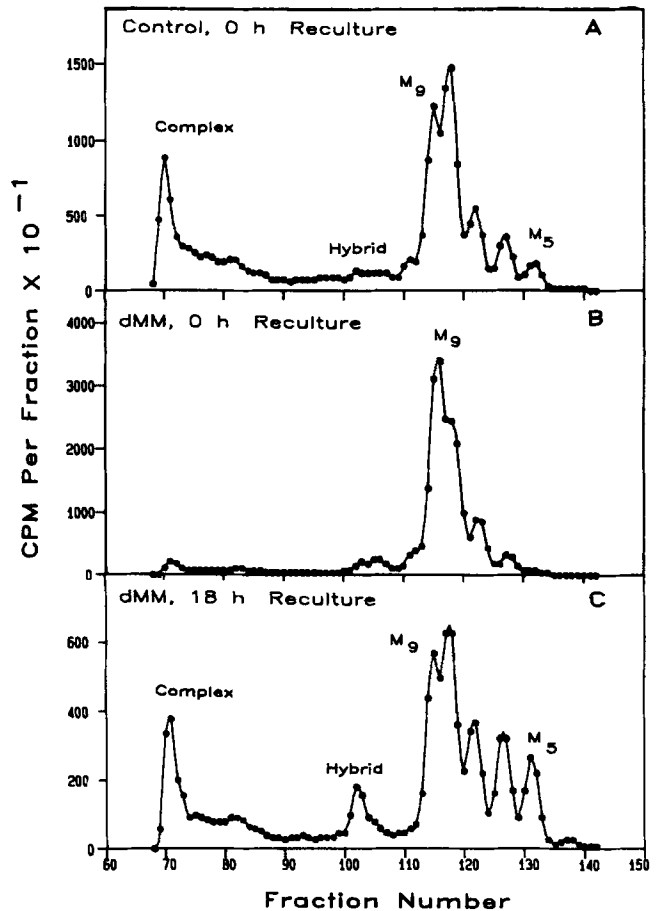 Control, 0 h Reculture
A
1500
1000
500
0
Complex
Hybrid
M9
M5
dMM, 0 h Reculture
B
4000
3000
2000
1000
0
M9
dMM, 18 h Reculture
C
600
400
200
0
Complex
Hybrid
M9
M5
60 70 80 90 100 110 120 130 140 150
Fraction Number
CPM Per Fraction X 10⁻¹